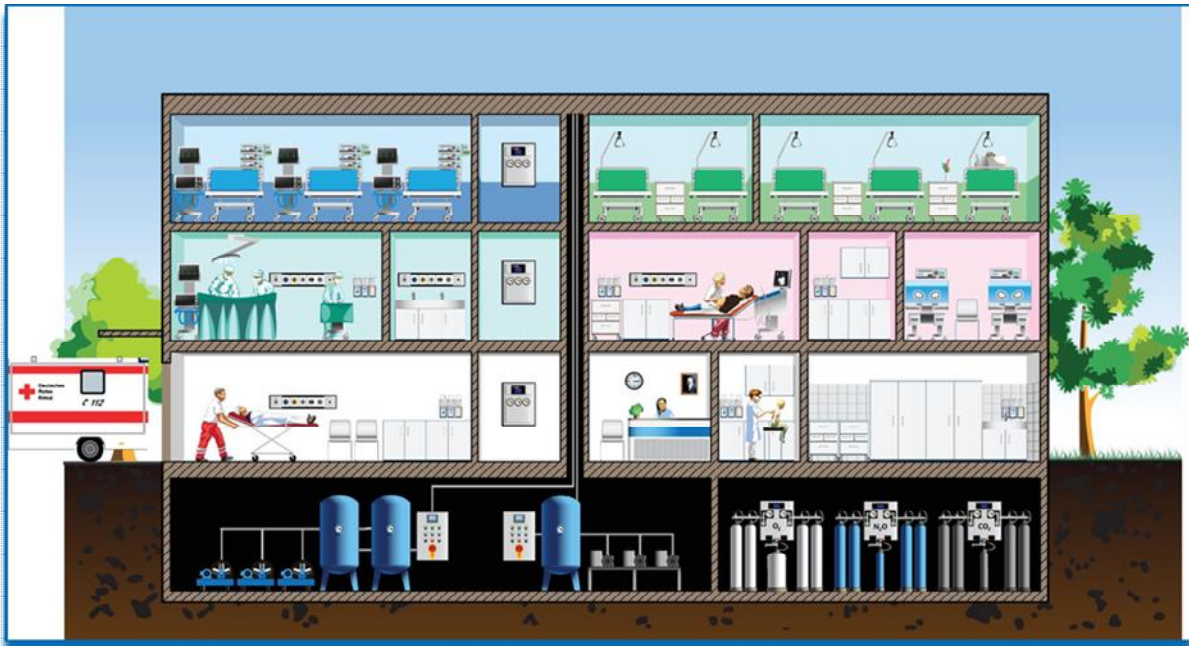 Deutsches
Rotes
Kreuz
✆ 112
O₂
N₂O
CO₂